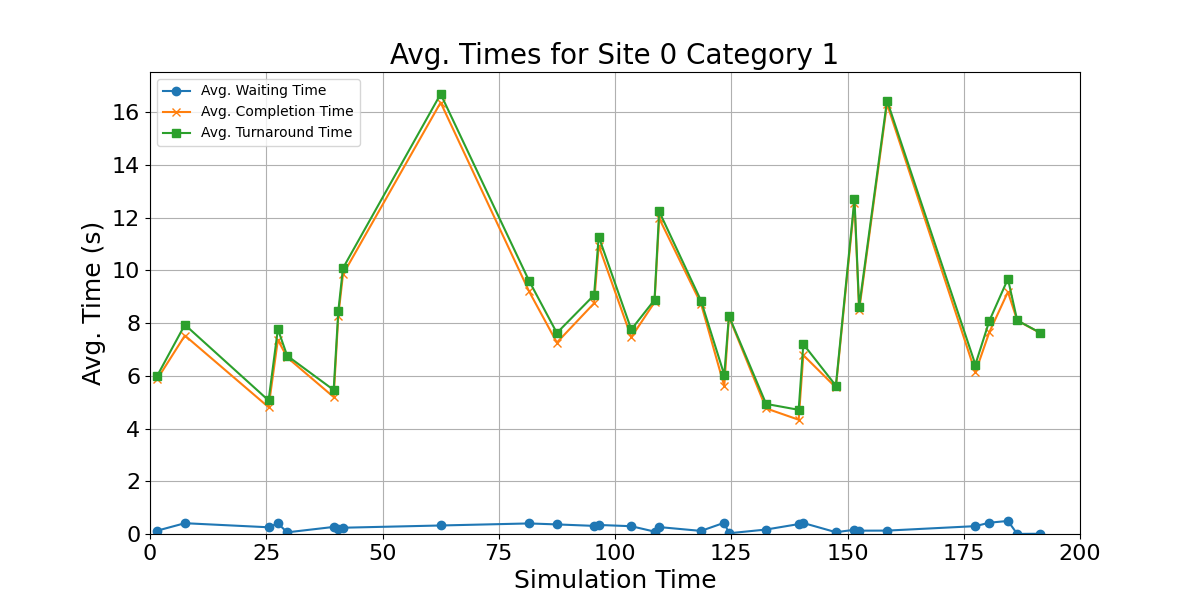 Avg. Times for Site 0 Category 1
Avg. Waiting Time
Avg. Completion Time
Avg. Turnaround Time
Avg. Time (s)
16
14
12
10
8
6
4
2
0
0 25 50 75 100 125 150 175 200
Simulation Time